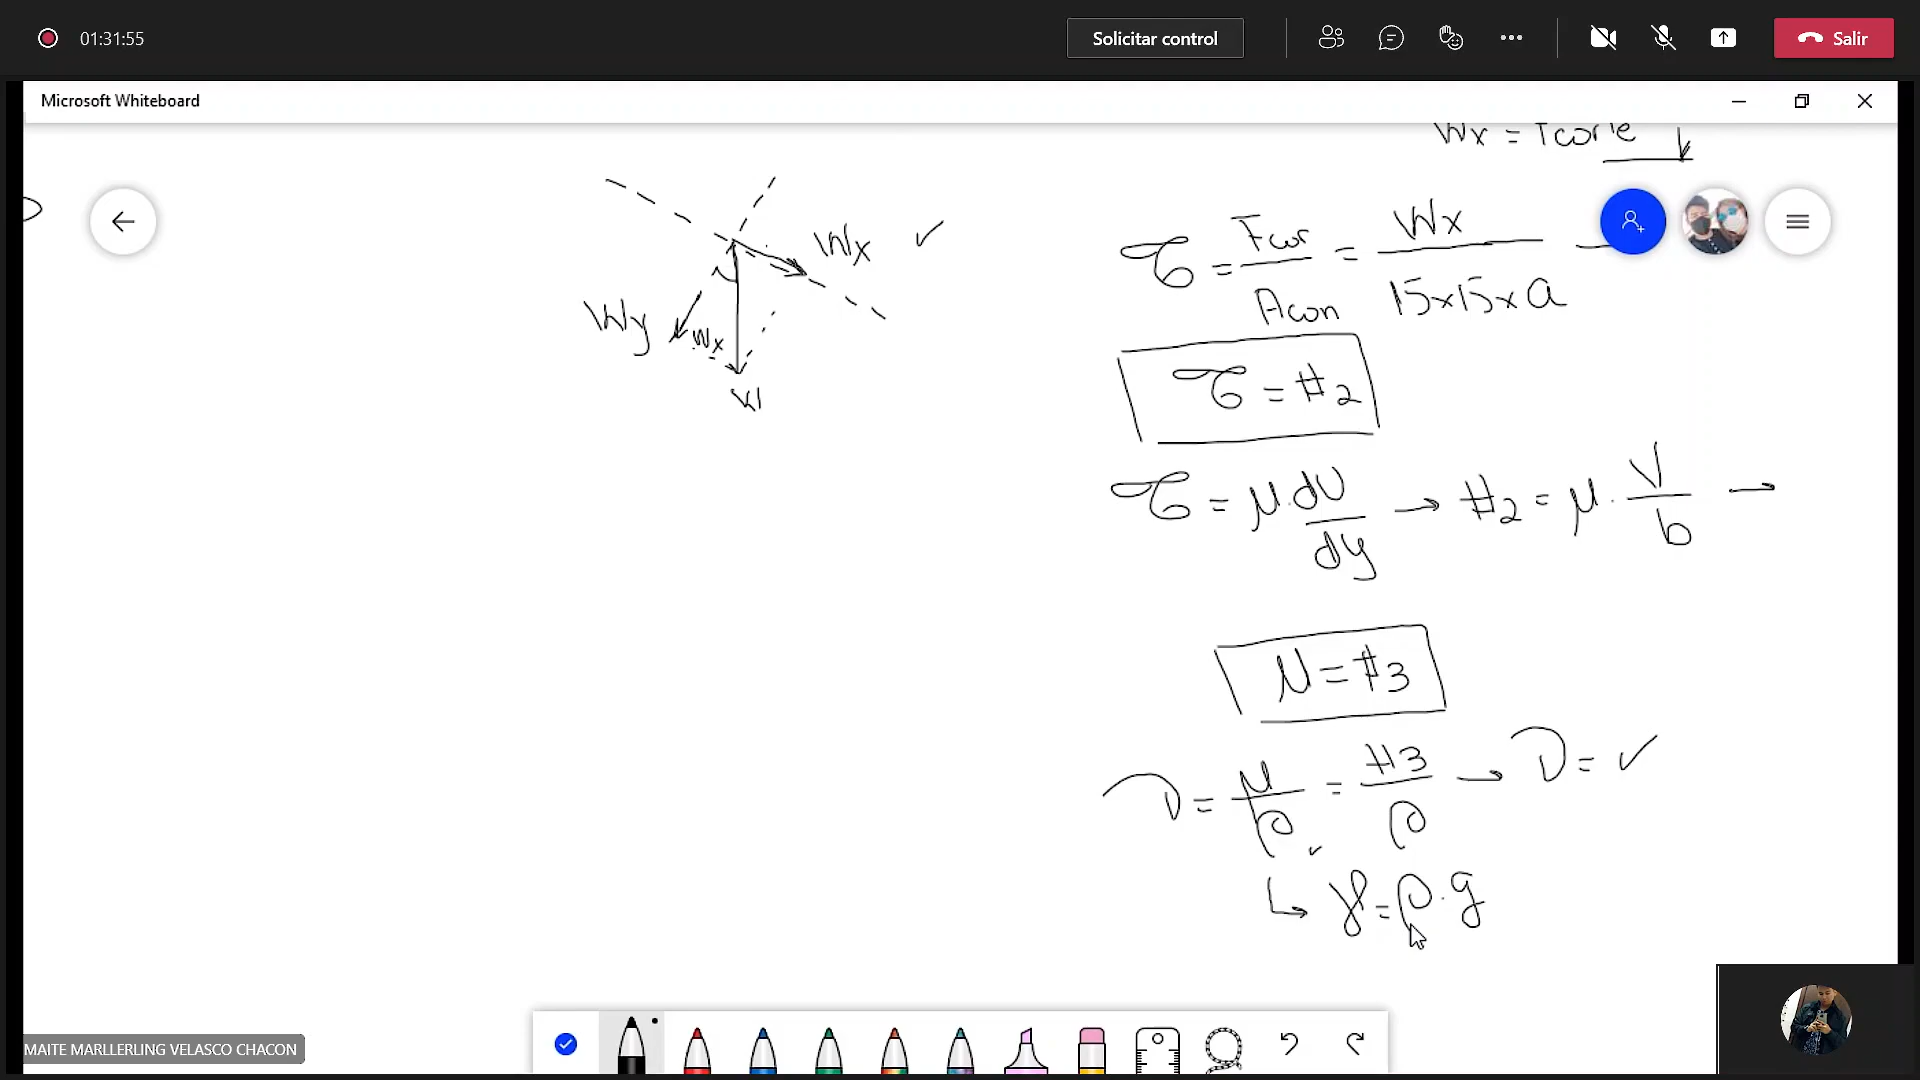 01:31:55
Solicitar control
Salir
Microsoft Whiteboard
Wx = Fcorte ↓
Wx ✓
Wy
Wx
W
τ = Fcor / Acon = Wx / 15x15xa →
τ = #2
τ = μ · dv / dy → #2 = μ · V / b →
μ = #3
ν = μ / ρ = #3 / ρ → ν = ✓
↳ γ = ρ · g
MAITE MARLLERLING VELASCO CHACON